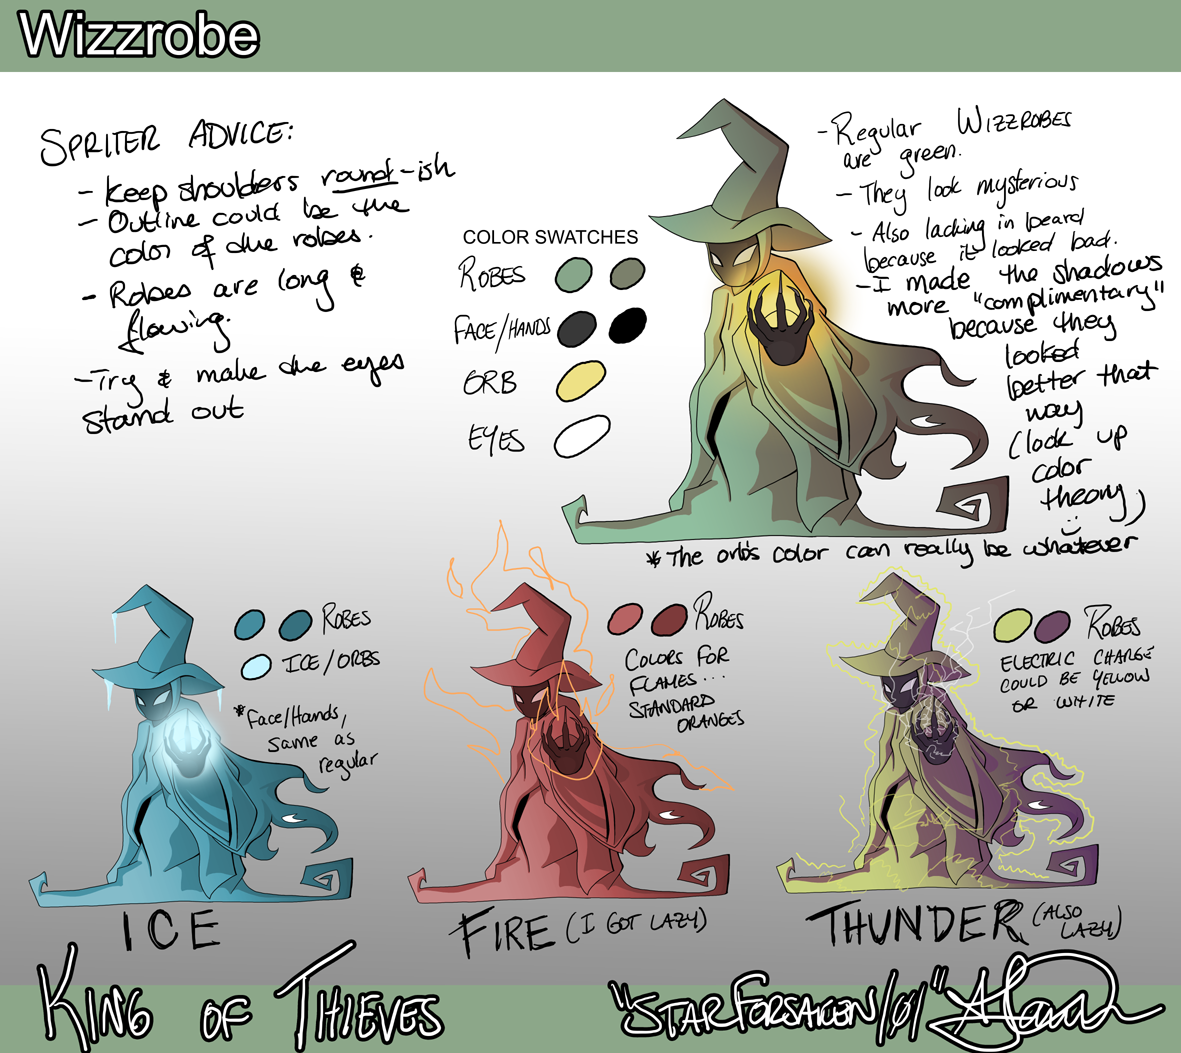 Wizzrobe
SPRITER ADVICE:
- Keep shoulders round-ish
- Outline could be the
color of the robes.
- Robes are long &
flowing.
- Try & make the eyes
stand out
COLOR SWATCHES
ROBES
FACE/HANDS
ORB
EYES
- Regular Wizzrobes
are green.
- They look mysterious
- Also lacking in beard
because it looked bad.
- I made the shadows
more "complimentary"
because they
looked
better that
way
(look up
color
theory)
* The orb's color can really be whatever
ROBES
ICE/ORBS
*Face/Hands,
same as
regular
ICE
ROBES
COLORS FOR
FLAMES...
STANDARD
ORANGES
FIRE (I GOT LAZY)
ROBES
ELECTRIC CHARGE
COULD BE YELLOW
OR WHITE
THUNDER (ALSO
LAZY)
KING OF THIEVES
"STARFORSAKEN101"